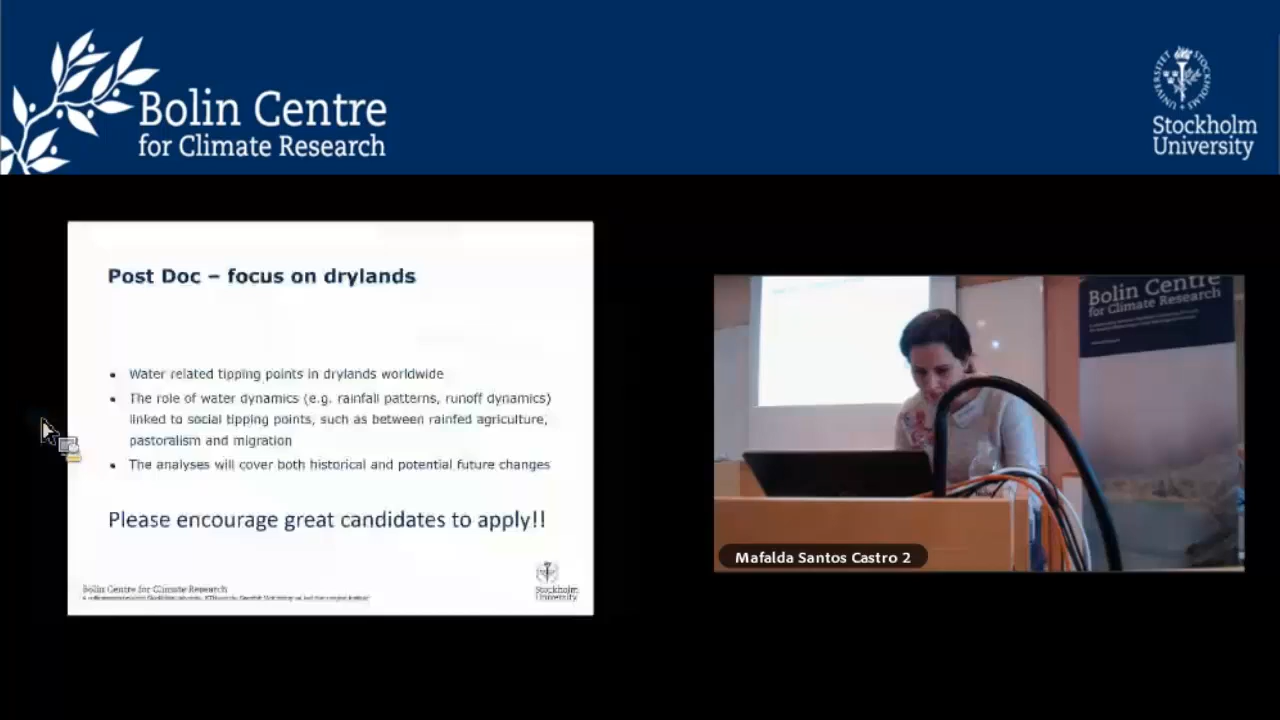 Bolin Centre
for Climate Research
STOCKHOLMS UNIVERSITET
Stockholm
University
Post Doc – focus on drylands
• Water related tipping points in drylands worldwide
• The role of water dynamics (e.g. rainfall patterns, runoff dynamics)
linked to social tipping points, such as between rainfed agriculture,
pastoralism and migration
• The analyses will cover both historical and potential future changes
Please encourage great candidates to apply!!
Bolin Centre for Climate Research
Stockholm
University
Bolin Centre
for Climate Research
Mafalda Santos Castro 2